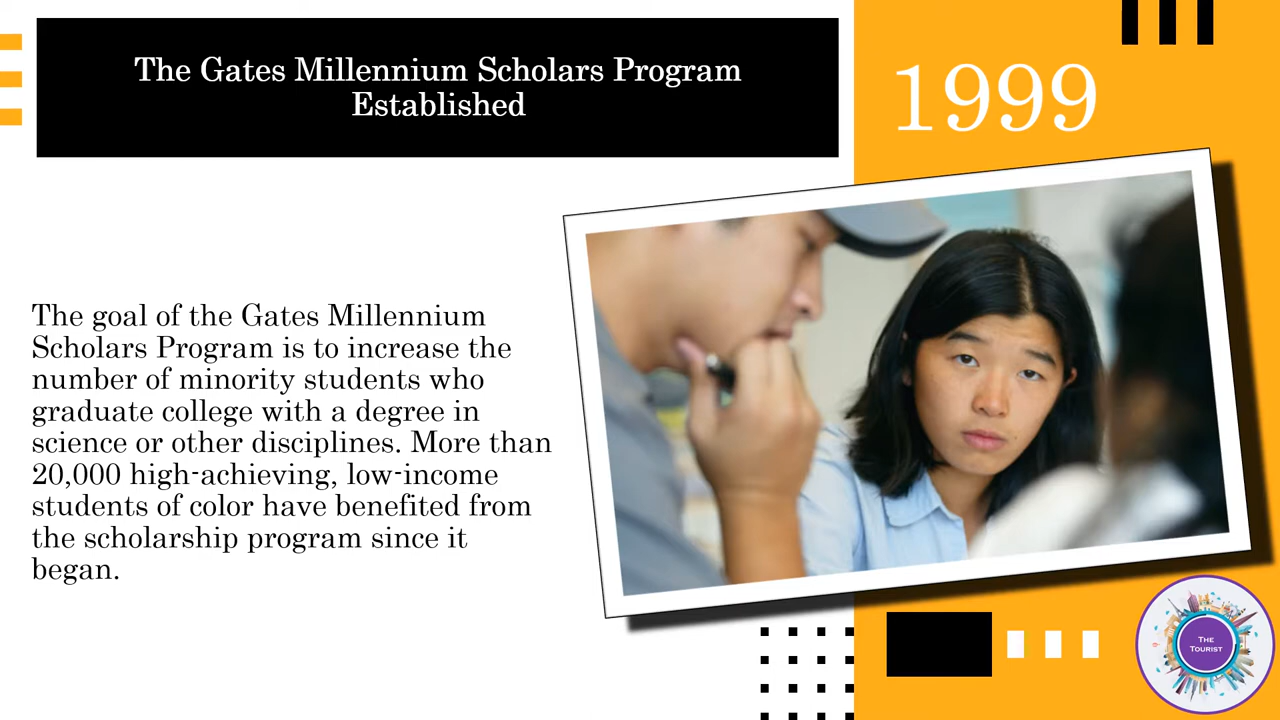 The Gates Millennium Scholars Program
Established
1999
The goal of the Gates Millennium
Scholars Program is to increase the
number of minority students who
graduate college with a degree in
science or other disciplines. More than
20,000 high-achieving, low-income
students of color have benefited from
the scholarship program since it
began.
THE
TOURIST